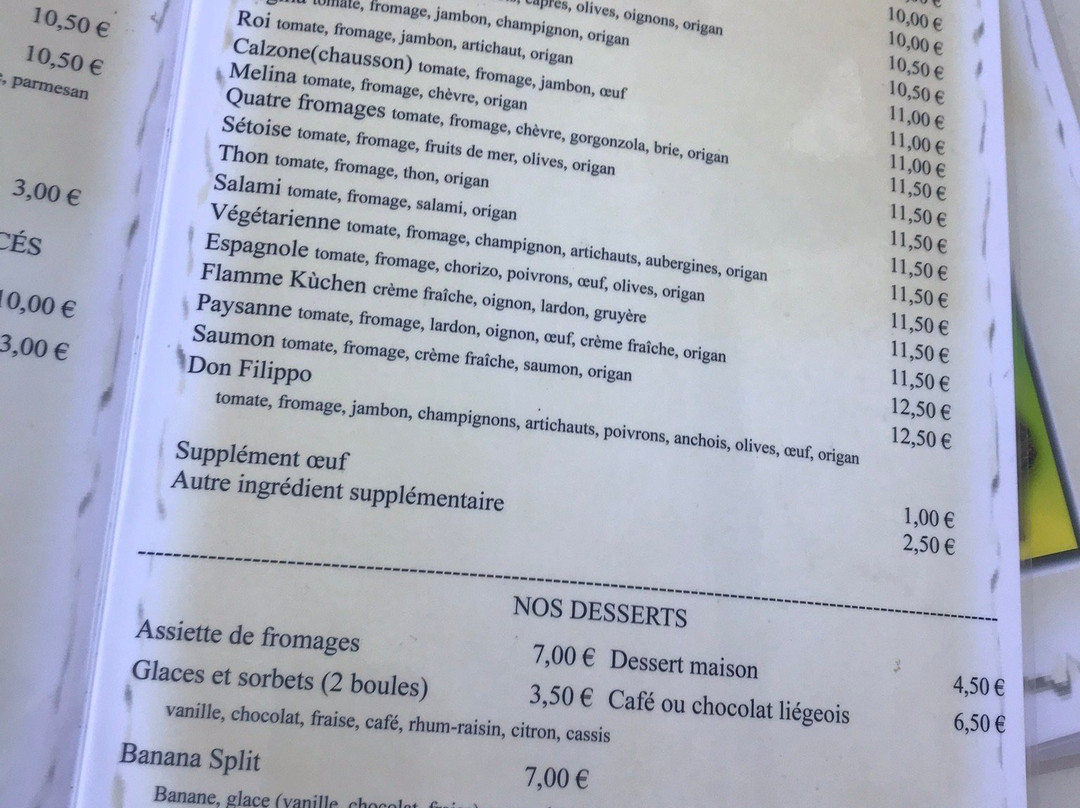 10,50 €
10,50 €
parmesan
3,00 €
CÉS
10,00 €
3,00 €
câpres, olives, oignons, origan
tomate, fromage, jambon, champignon, origan
Roi tomate, fromage, jambon, artichaut, origan
Calzone(chausson) tomate, fromage, jambon, œuf
Melina tomate, fromage, chèvre, origan
Quatre fromages tomate, fromage, chèvre, gorgonzola, brie, origan
Sétoise tomate, fromage, fruits de mer, olives, origan
Thon tomate, fromage, thon, origan
Salami tomate, fromage, salami, origan
Végétarienne tomate, fromage, champignon, artichauts, aubergines, origan
Espagnole tomate, fromage, chorizo, poivrons, œuf, olives, origan
Flamme Kùchen crème fraîche, oignon, lardon, gruyère
Paysanne tomate, fromage, lardon, oignon, œuf, crème fraîche, origan
Saumon tomate, fromage, crème fraîche, saumon, origan
Don Filippo
tomate, fromage, jambon, champignons, artichauts, poivrons, anchois, olives, œuf, origan
10,00 €
10,00 €
10,50 €
10,50 €
11,00 €
11,00 €
11,00 €
11,50 €
11,50 €
11,50 €
11,50 €
11,50 €
11,50 €
11,50 €
11,50 €
12,50 €
12,50 €
Supplément œuf 1,00 €
Autre ingrédient supplémentaire 2,50 €
NOS DESSERTS
Assiette de fromages 7,00 € Dessert maison 4,50 €
Glaces et sorbets (2 boules) 3,50 € Café ou chocolat liégeois 6,50 €
vanille, chocolat, fraise, café, rhum-raisin, citron, cassis
Banana Split 7,00 €
Banane, glace (vanille, chocolat,